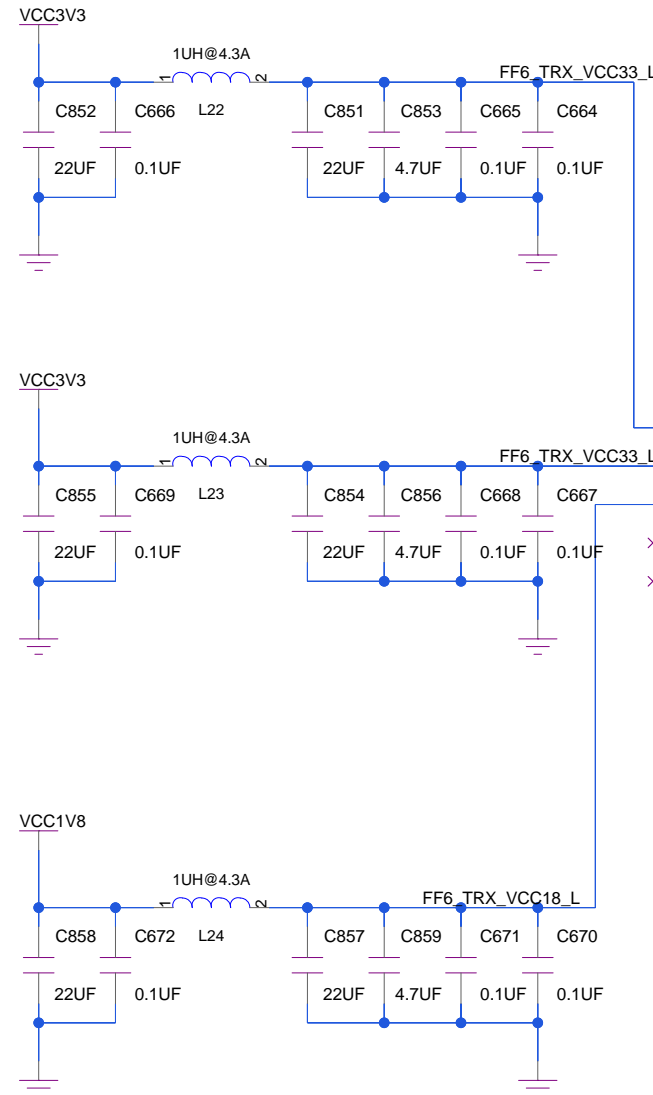 VCC3V3
1UH@4.3A
1 2 FF6_TRX_VCC33_L
C852 C666 L22 C851 C853 C665 C664
22UF 0.1UF 22UF 4.7UF 0.1UF 0.1UF
VCC3V3
1UH@4.3A
1 2 FF6_TRX_VCC33_L
C855 C669 L23 C854 C856 C668 C667
22UF 0.1UF 22UF 4.7UF 0.1UF 0.1UF
VCC1V8
1UH@4.3A
1 2 FF6_TRX_VCC18_L
C858 C672 L24 C857 C859 C671 C670
22UF 0.1UF 22UF 4.7UF 0.1UF 0.1UF